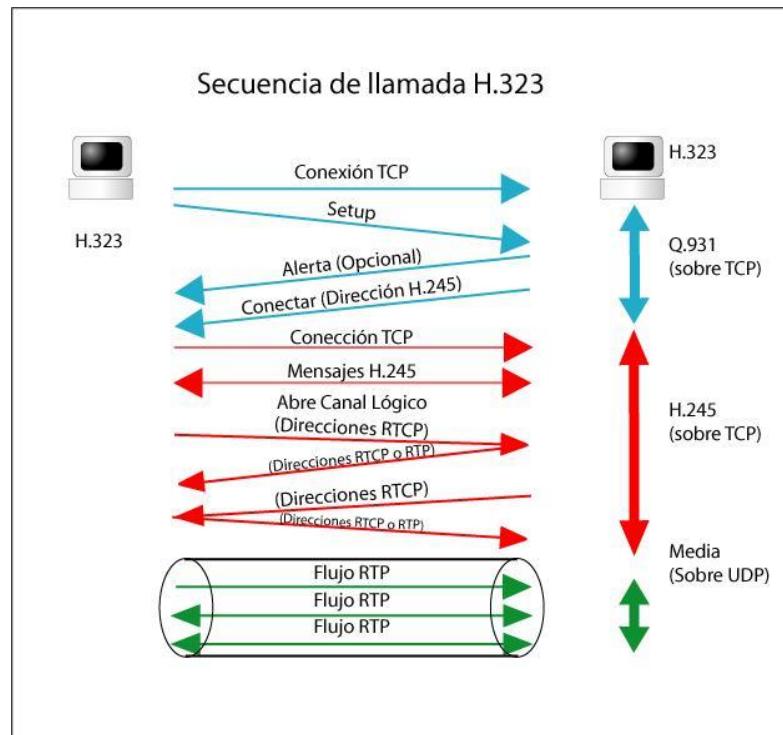 Secuencia de llamada H.323
H.323
H.323
Conexión TCP
Setup
Alerta (Opcional)
Conectar (Dirección H.245)
Q.931
(sobre TCP)
Conección TCP
Mensajes H.245
Abre Canal Lógico
(Direcciones RTCP)
(Direcciones RTCP o RTP)
(Direcciones RTCP)
(Direcciones RTCP o RTP)
H.245
(sobre TCP)
Flujo RTP
Flujo RTP
Flujo RTP
Media
(Sobre UDP)